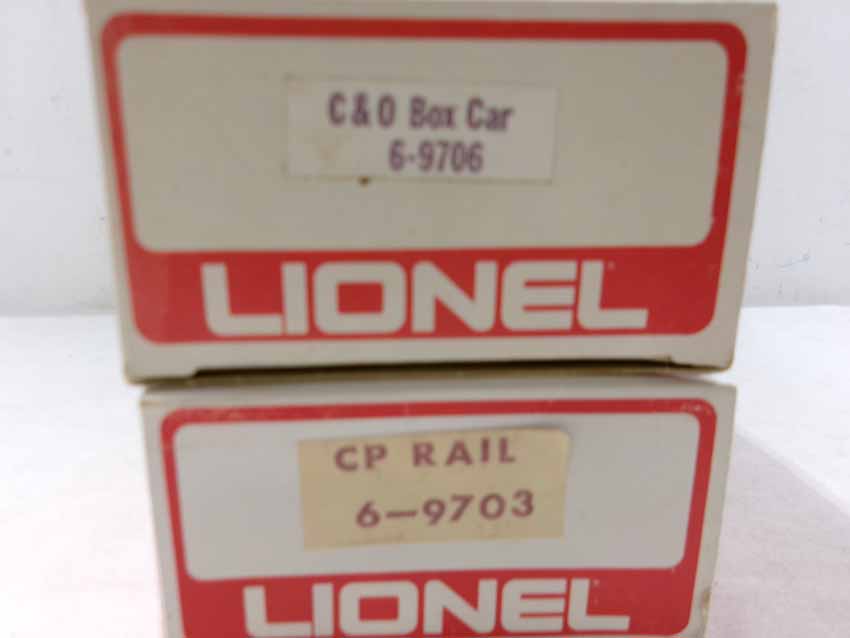 C & O Box Car
6-9706
LIONEL
CP RAIL
6-9703
LIONEL